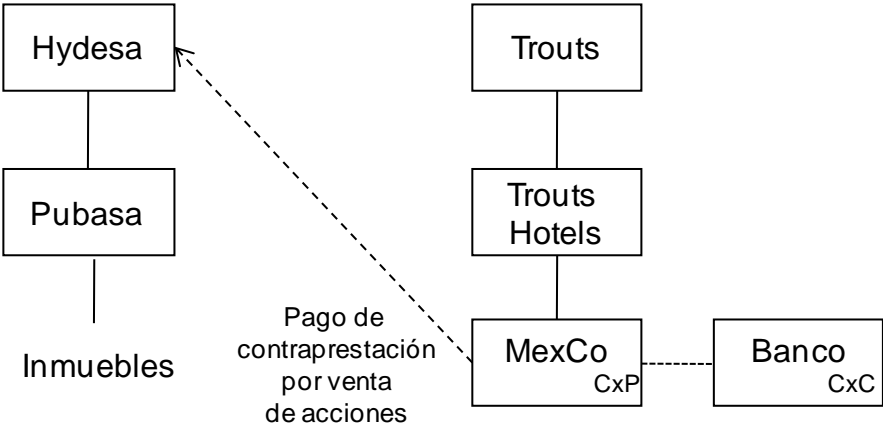 Hydesa
Trouts
Pubasa
Trouts
Hotels
Inmuebles
Pago de
contraprestación
por venta
de acciones
MexCo
CxP
Banco
CxC